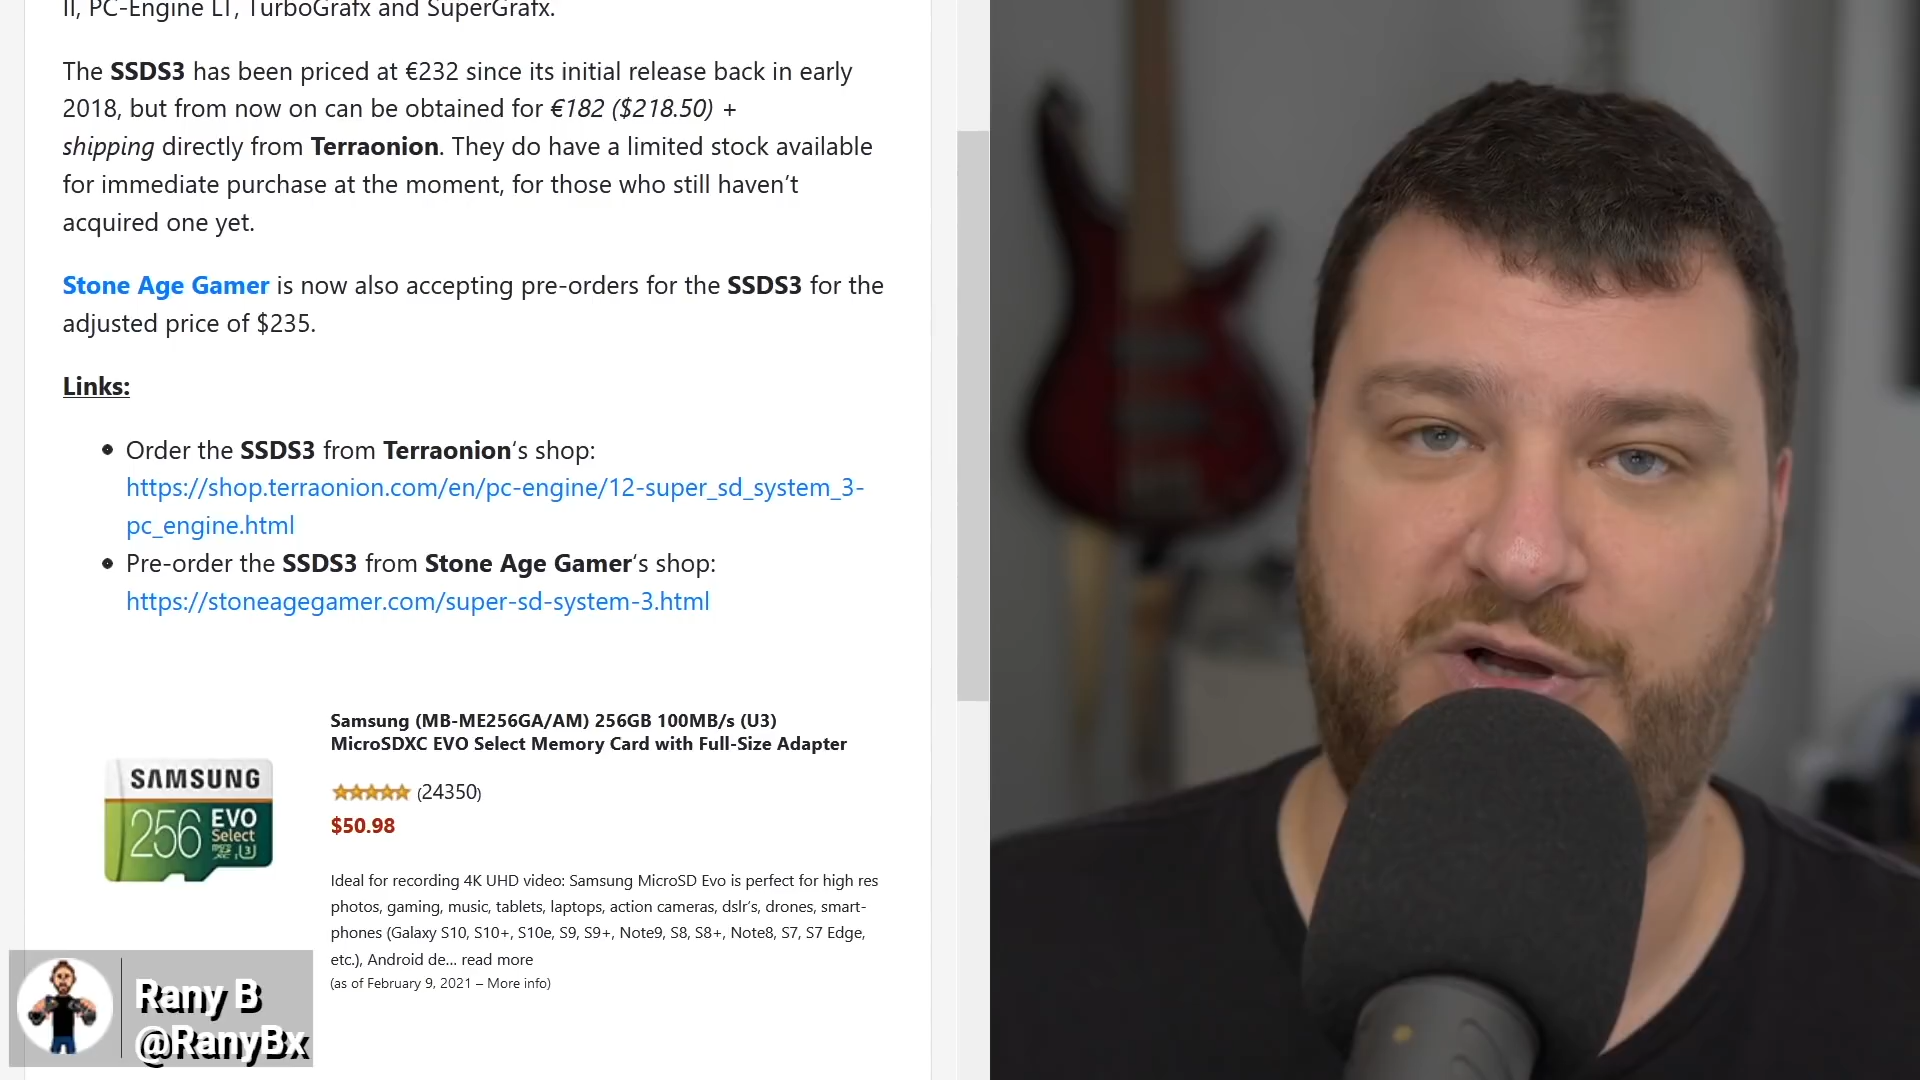 II, PC-Engine LT, TurboGrafx and SuperGrafx.
The SSDS3 has been priced at €232 since its initial release back in early
2018, but from now on can be obtained for €182 ($218.50) +
shipping directly from Terraonion. They do have a limited stock available
for immediate purchase at the moment, for those who still haven’t
acquired one yet.
Stone Age Gamer is now also accepting pre-orders for the SSDS3 for the
adjusted price of $235.
Links:
Order the SSDS3 from Terraonion‘s shop:
https://shop.terraonion.com/en/pc-engine/12-super_sd_system_3-
pc_engine.html
Pre-order the SSDS3 from Stone Age Gamer‘s shop:
https://stoneagegamer.com/super-sd-system-3.html
Samsung (MB-ME256GA/AM) 256GB 100MB/s (U3)
MicroSDXC EVO Select Memory Card with Full-Size Adapter
(24350)
$50.98
SAMSUNG
256 EVO
Select
Ideal for recording 4K UHD video: Samsung MicroSD Evo is perfect for high res
photos, gaming, music, tablets, laptops, action cameras, dslr's, drones, smart-
phones (Galaxy S10, S10+, S10e, S9, S9+, Note9, S8, S8+, Note8, S7, S7 Edge,
etc.), Android de... read more
(as of February 9, 2021 – More info)
Rany B
@RanyBx